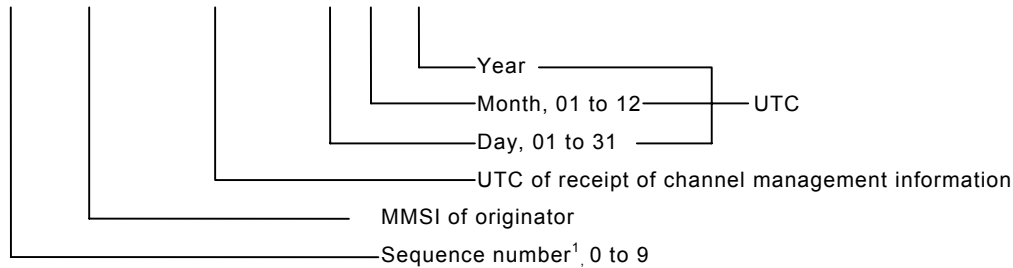 Year
Month, 01 to 12 UTC
Day, 01 to 31
UTC of receipt of channel management information
MMSI of originator
Sequence number¹, 0 to 9